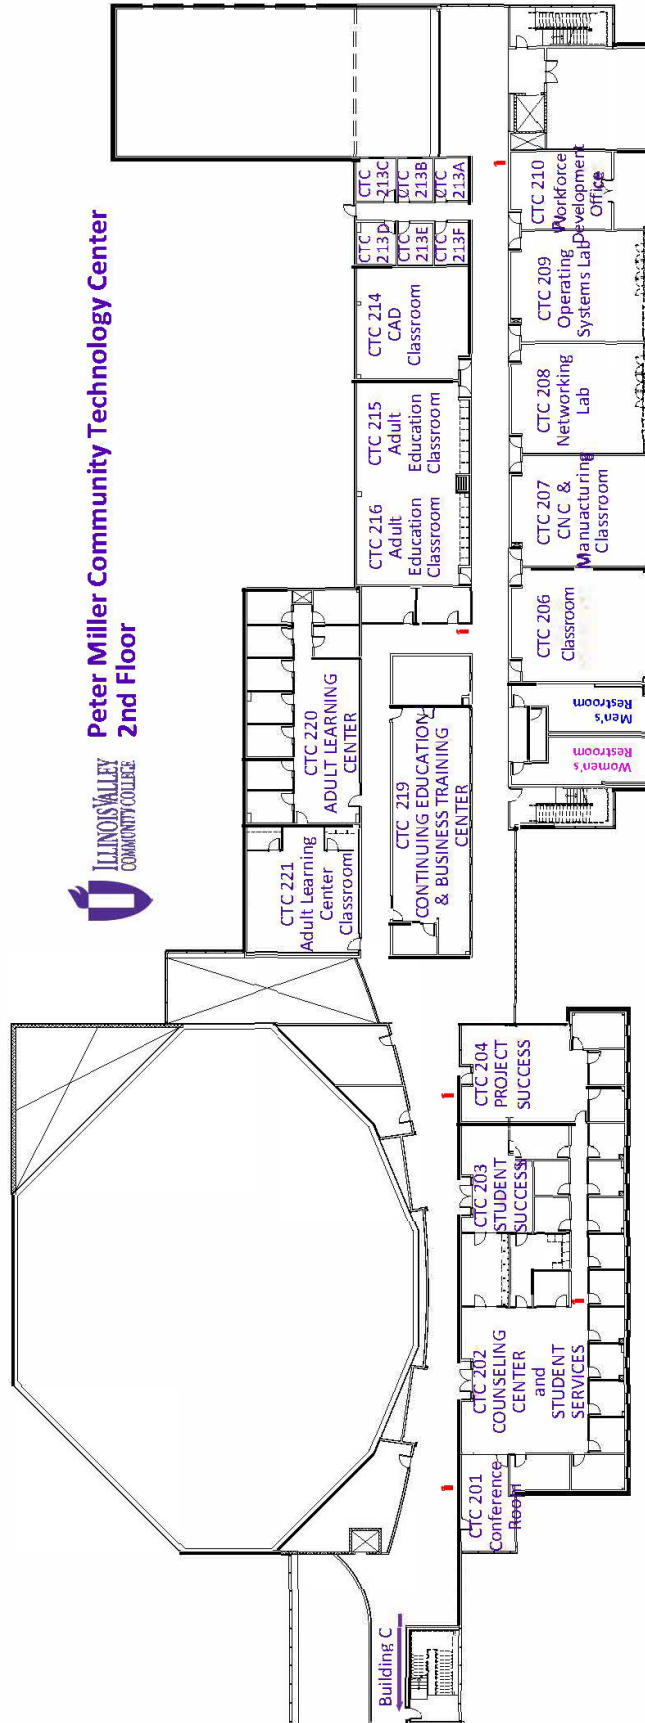 Peter Miller Community Technology Center
2nd Floor
ILLINOIS VALLEY
COMMUNITY COLLEGE
Building C
CTC 201
Conference
Room
CTC 202
COUNSELING
CENTER
and
STUDENT
SERVICES
CTC 203
STUDENT
SUCCESS
CTC 204
PROJECT
SUCCESS
CTC 221
Adult Learning
Center
Classroom
CTC 220
ADULT LEARNING
CENTER
CTC 219
CONTINUING EDUCATION
& BUSINESS TRAINING
CENTER
Women's
Restroom
Men's
Restroom
CTC 216
Adult
Education
Classroom
CTC 215
Adult
Education
Classroom
CTC 214
CAD
Classroom
CTC
213D
CTC
213E
CTC
213F
CTC
213C
CTC
213B
CTC
213A
CTC 206
Classroom
CTC 207
CNC &
Manuacturing
Classroom
CTC 208
Networking
Lab
CTC 209
Operating
Systems Lab
CTC 210
Workforce
Development
Office